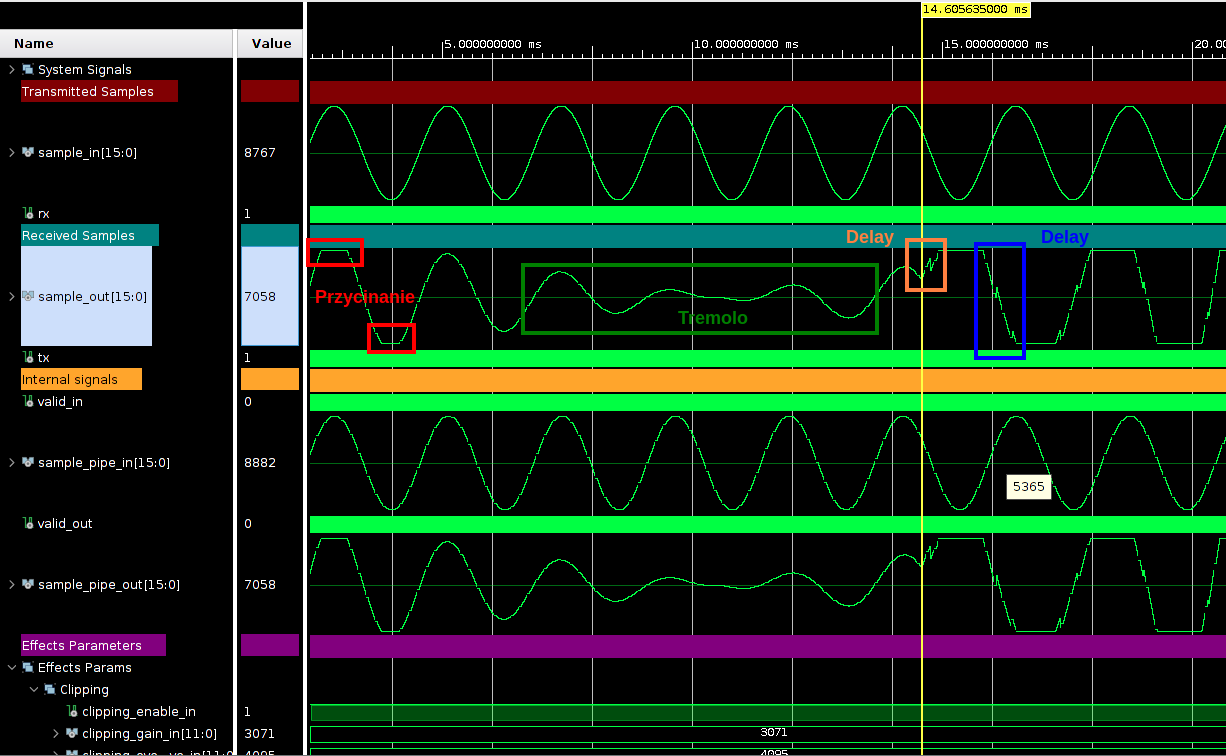 14.605635000 ms
Name
Value
5.000000000 ms
10.000000000 ms
15.000000000 ms
20.0
System Signals
Transmitted Samples
sample_in[15:0]
8767
rx
1
Received Samples
Delay
Delay
sample_out[15:0]
7058
Przycinanie
Tremolo
tx
1
Internal signals
valid_in
0
sample_pipe_in[15:0]
8882
5365
valid_out
0
sample_pipe_out[15:0]
7058
Effects Parameters
Effects Params
Clipping
clipping_enable_in
1
clipping_gain_in[11:0]
3071
3071
4095
4095